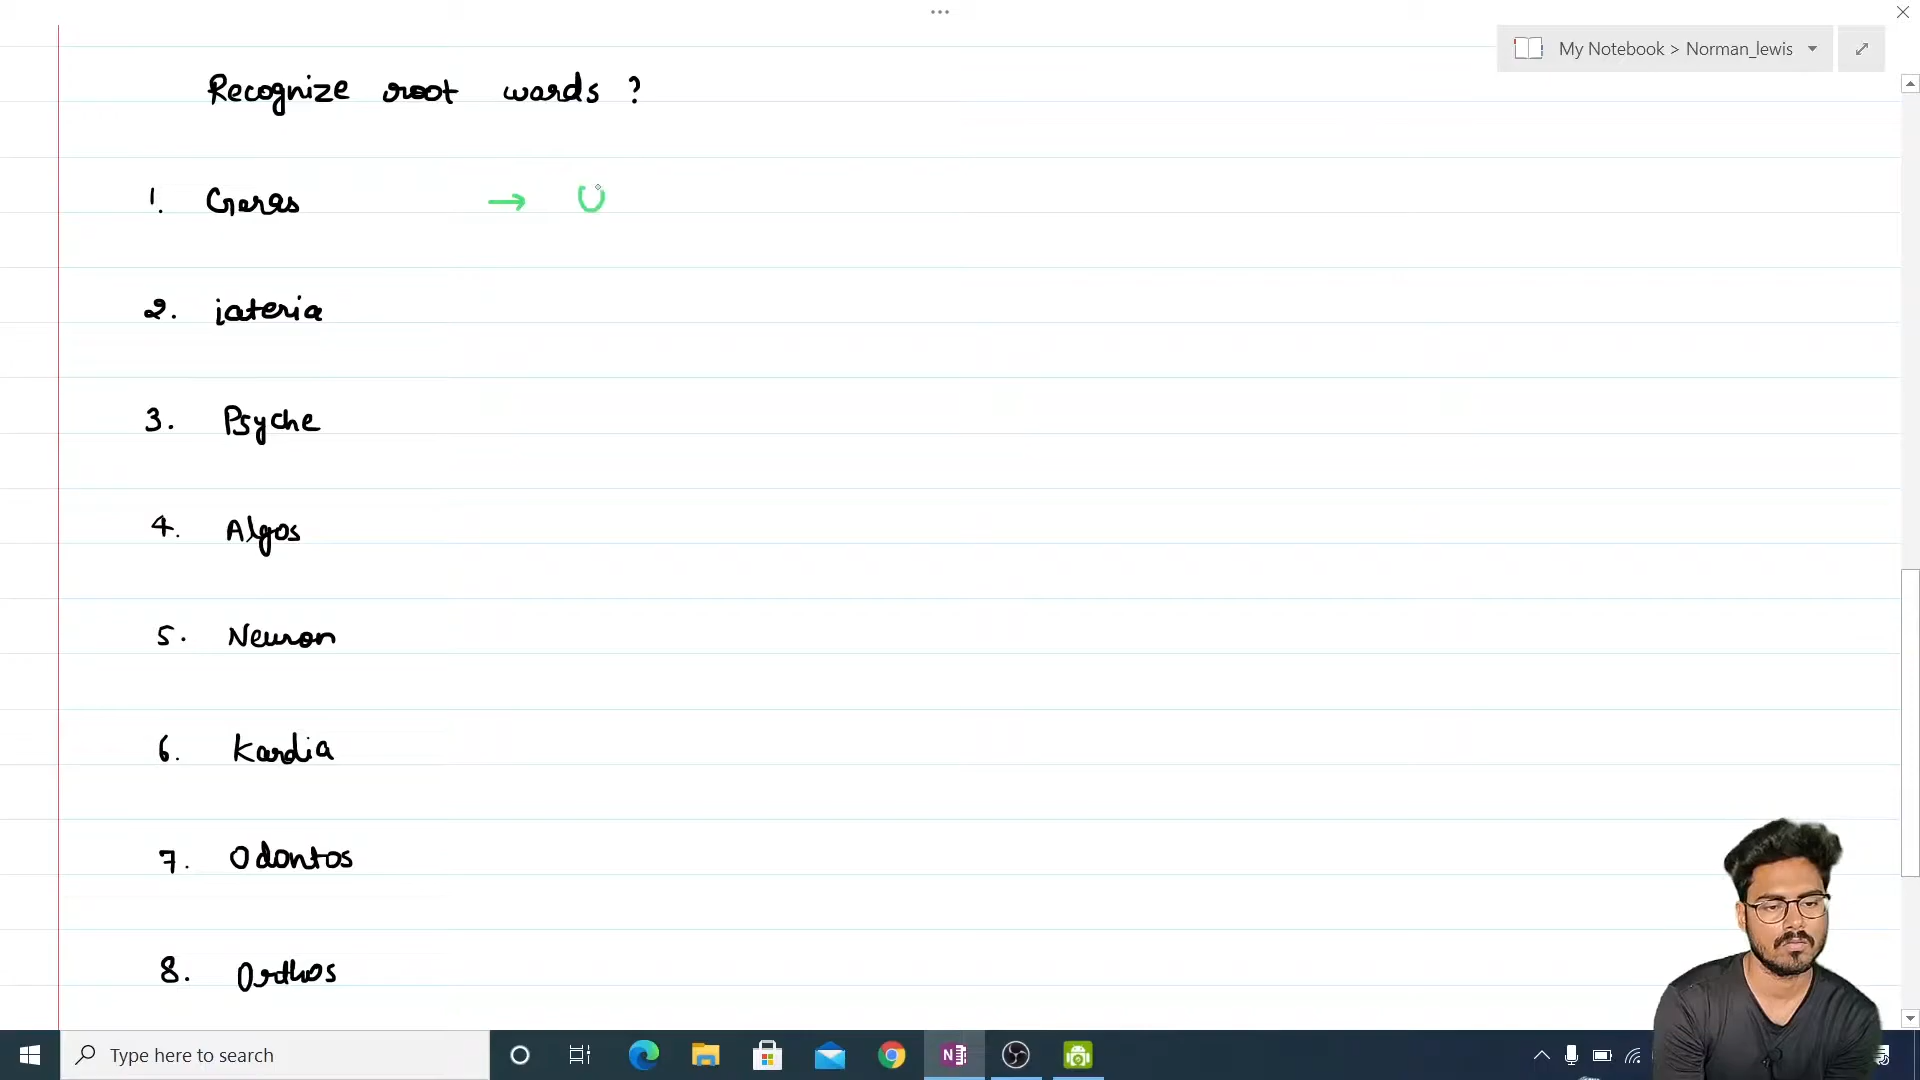 My Notebook > Norman_lewis
Recognize root wards ?
1. Geras → U
2. iateria
3. Psyche
4. Algos
5. Neuron
6. Kardia
7. Odontos
8. Orthos
Type here to search